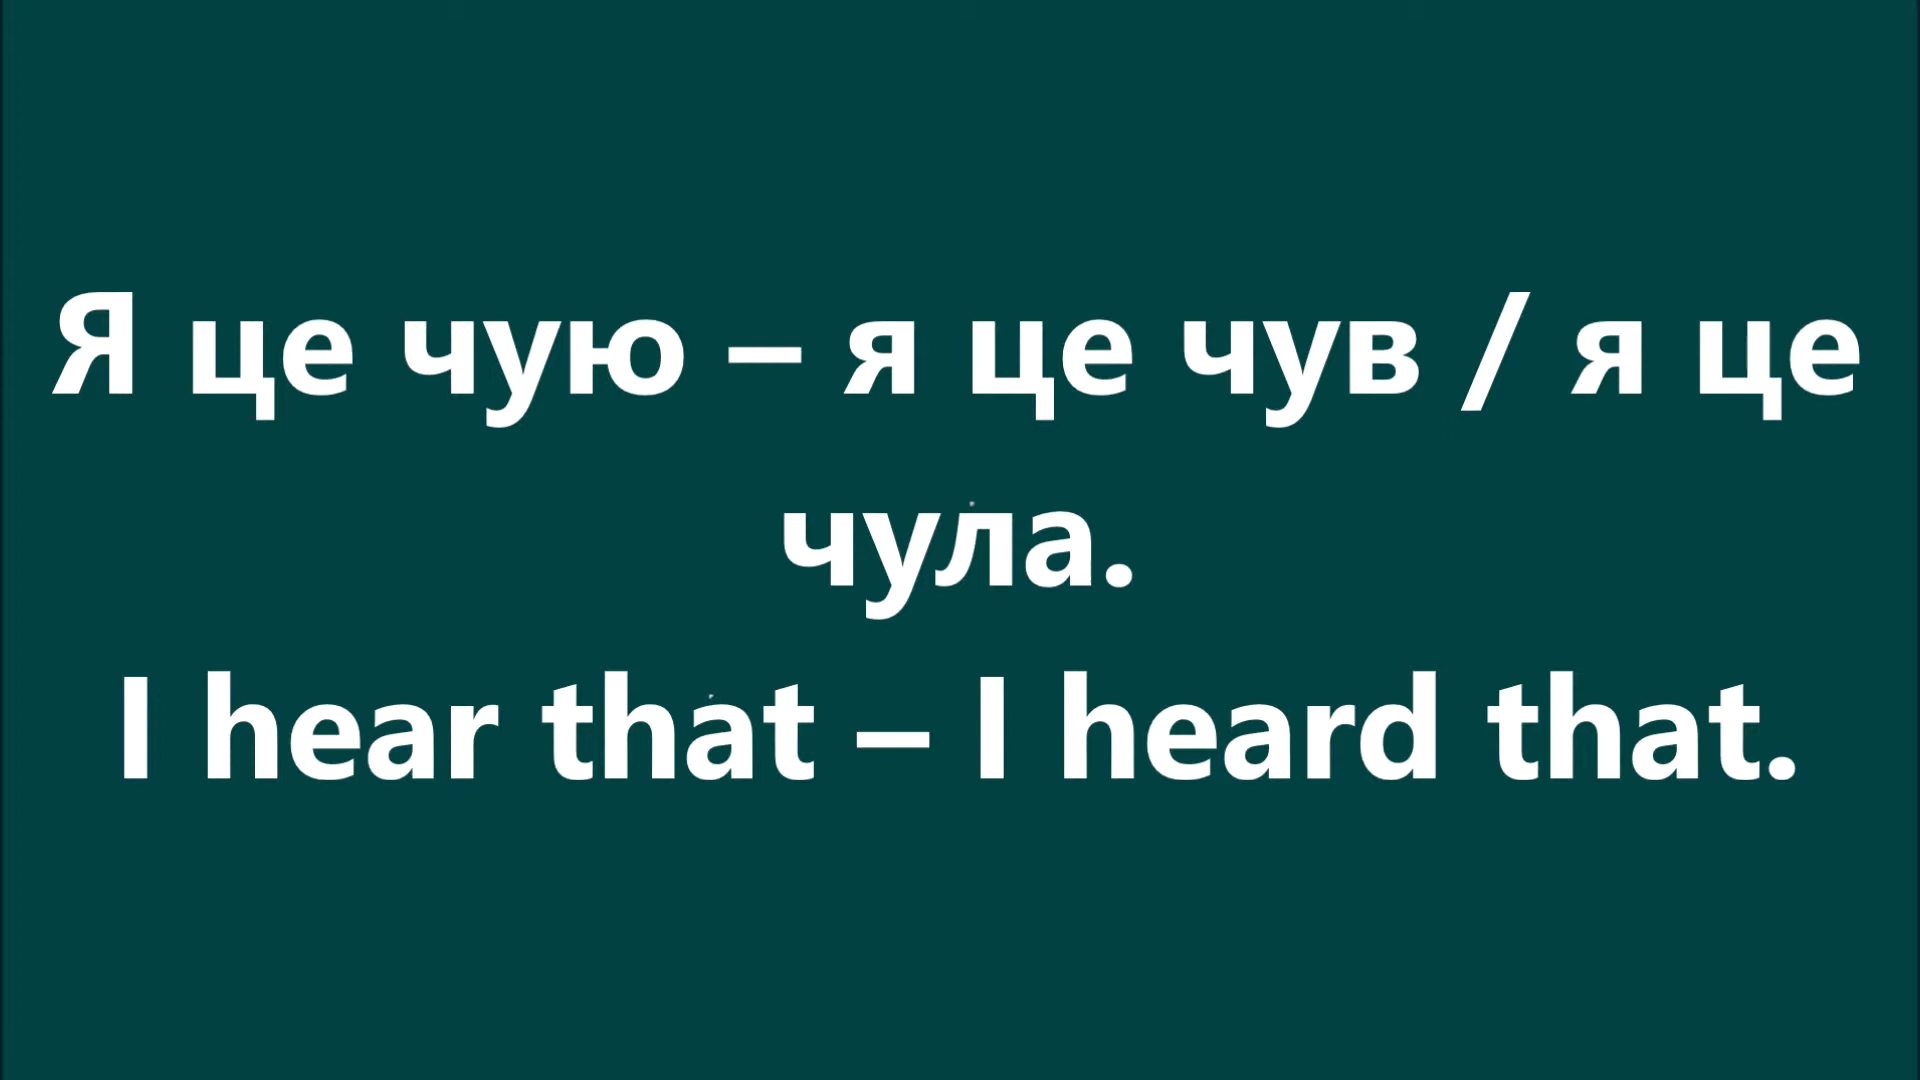 Я це чую – я це чув / я це
чула.
I hear that – I heard that.